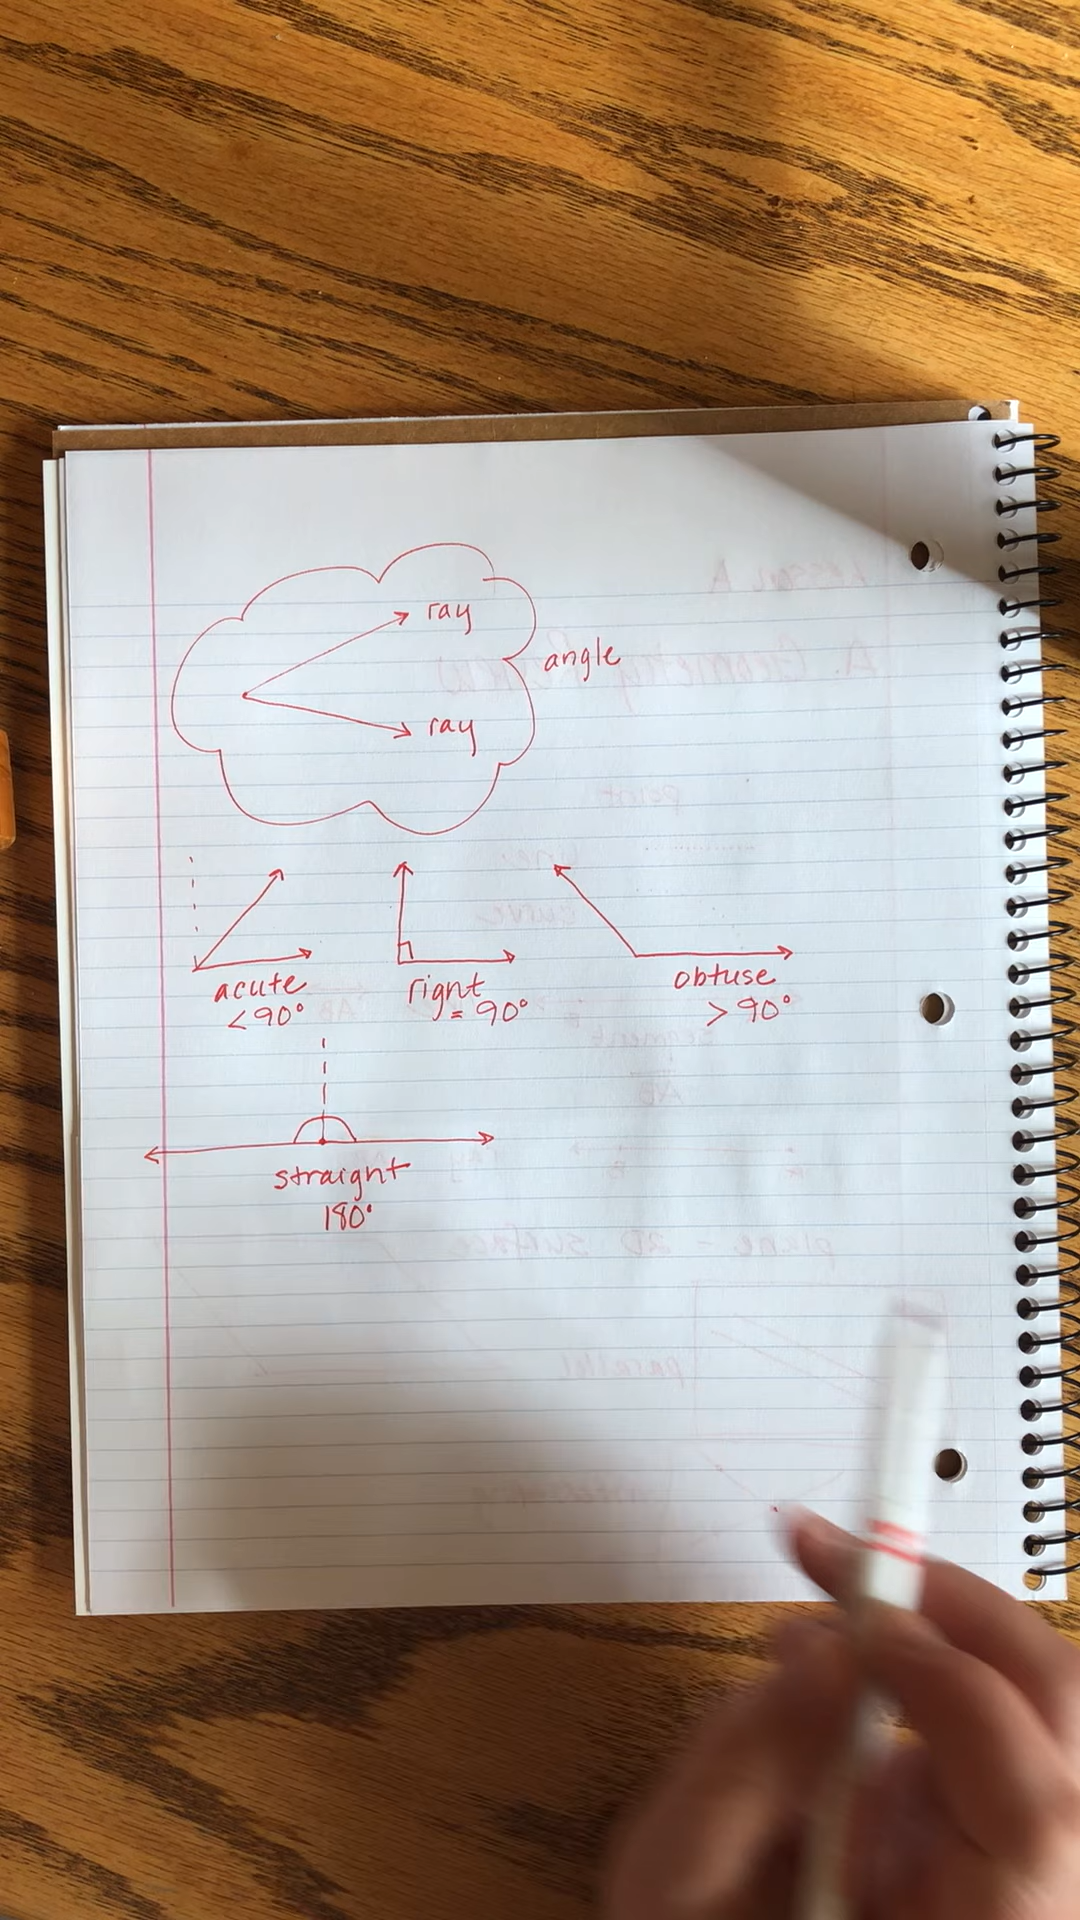 ray
angle
ray
acute
<90°
right
= 90°
obtuse
> 90°
straight
180°